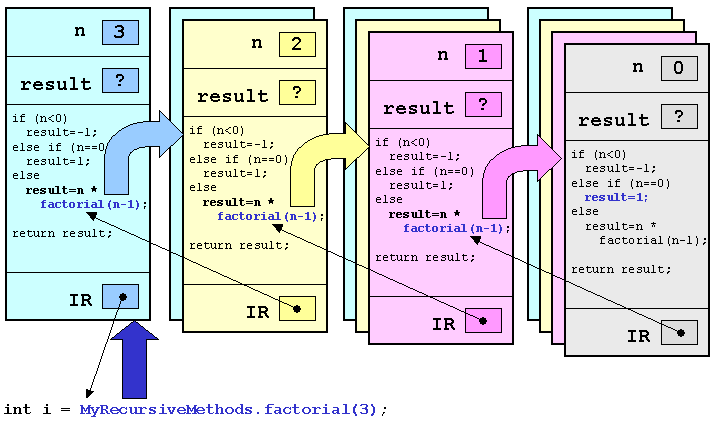 n 3
result ?
if (n<0)
result=-1;
else if (n==0)
result=1;
else
result=n *
factorial(n-1);
return result;
IR
n 2
result ?
if (n<0)
result=-1;
else if (n==0)
result=1;
else
result=n *
factorial(n-1);
return result;
IR
n 1
result ?
if (n<0)
result=-1;
else if (n==0)
result=1;
else
result=n *
factorial(n-1);
return result;
IR
n 0
result ?
if (n<0)
result=-1;
else if (n==0)
result=1;
else
result=n *
factorial(n-1);
return result;
IR
int i = MyRecursiveMethods.factorial(3);